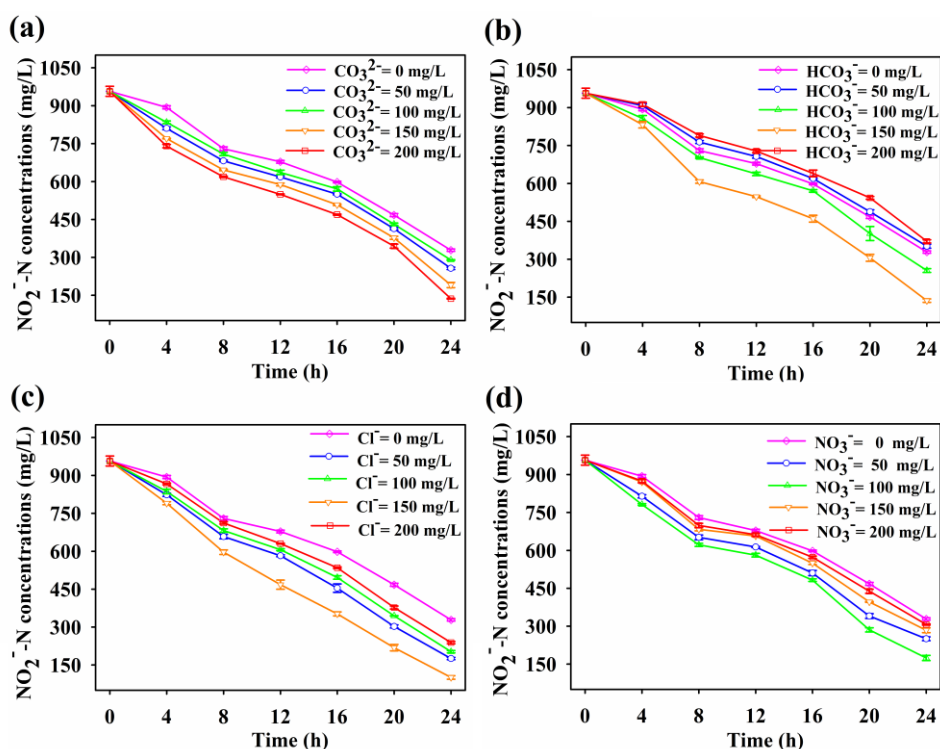 (a)
NO₂⁻-N concentrations (mg/L)
1050
900
750
600
450
300
150
CO₃²⁻= 0 mg/L
CO₃²⁻= 50 mg/L
CO₃²⁻= 100 mg/L
CO₃²⁻= 150 mg/L
CO₃²⁻= 200 mg/L
0 4 8 12 16 20 24
Time (h)
(b)
NO₂⁻-N concentrations (mg/L)
1050
900
750
600
450
300
150
HCO₃⁻= 0 mg/L
HCO₃⁻= 50 mg/L
HCO₃⁻= 100 mg/L
HCO₃⁻= 150 mg/L
HCO₃⁻= 200 mg/L
0 4 8 12 16 20 24
Time (h)
(c)
NO₂⁻-N concentrations (mg/L)
1050
900
750
600
450
300
150
Cl⁻= 0 mg/L
Cl⁻= 50 mg/L
Cl⁻= 100 mg/L
Cl⁻= 150 mg/L
Cl⁻= 200 mg/L
0 4 8 12 16 20 24
Time (h)
(d)
NO₂⁻-N concentrations (mg/L)
1050
900
750
600
450
300
150
NO₃⁻= 0 mg/L
NO₃⁻= 50 mg/L
NO₃⁻= 100 mg/L
NO₃⁻= 150 mg/L
NO₃⁻= 200 mg/L
0 4 8 12 16 20 24
Time (h)